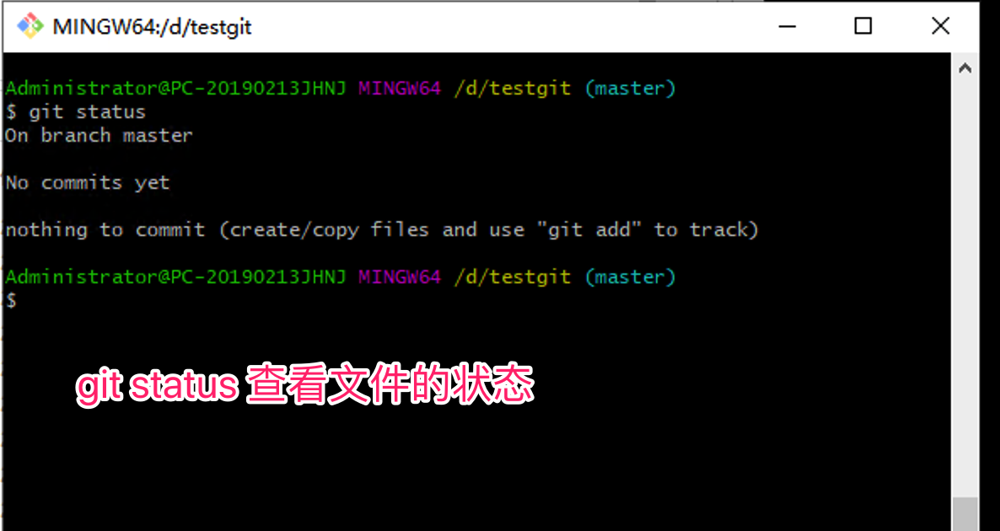 MINGW64:/d/testgit
Administrator@PC-20190213JHNJ MINGW64 /d/testgit (master)
$ git status
On branch master
No commits yet
nothing to commit (create/copy files and use "git add" to track)
Administrator@PC-20190213JHNJ MINGW64 /d/testgit (master)
$
git status 查看文件的状态